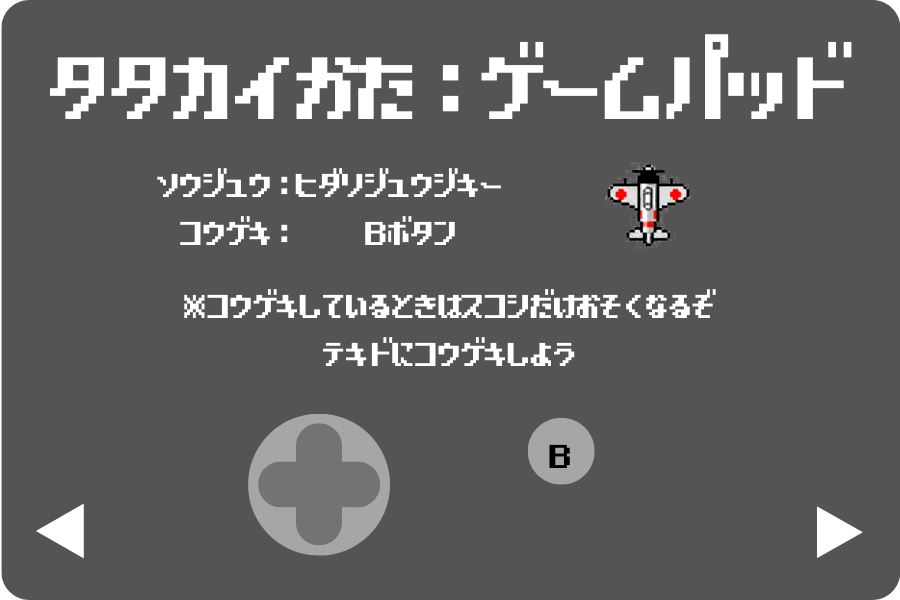 タタカイかた：ゲームパッド
ソウジュウ：ヒダリジュウジキー
コウゲキ：　Bボタン
※コウゲキしているときはスコシだけおそくなるぞ
テキドにコウゲキしよう
B